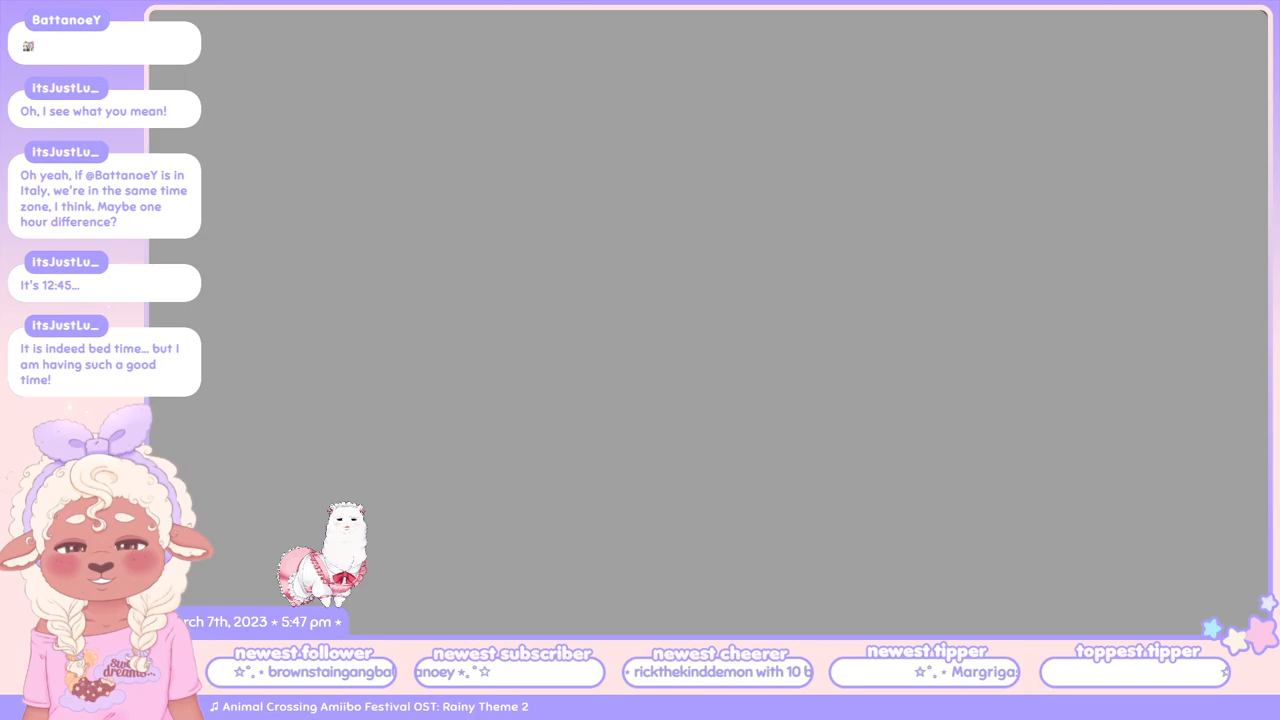 BattanoeY
itsJustLu_
Oh, I see what you mean!
itsJustLu_
Oh yeah, if @BattanoeY is in
Italy, we're in the same time
zone, I think. Maybe one
hour difference?
itsJustLu_
It's 12:45...
itsJustLu_
It is indeed bed time... but I
am having such a good
time!
sweet
dreams...
rch 7th, 2023 ⋆ 5:47 pm ⋆
newest follower
newest subscriber
newest cheerer
newest tipper
toppest tipper
☆˚｡⋆ brownstaingangbal
anoey ⋆｡˚☆
⋆ rickthekinddemon with 10 b
☆˚｡⋆ Margriga
♫ Animal Crossing Amiibo Festival OST: Rainy Theme 2